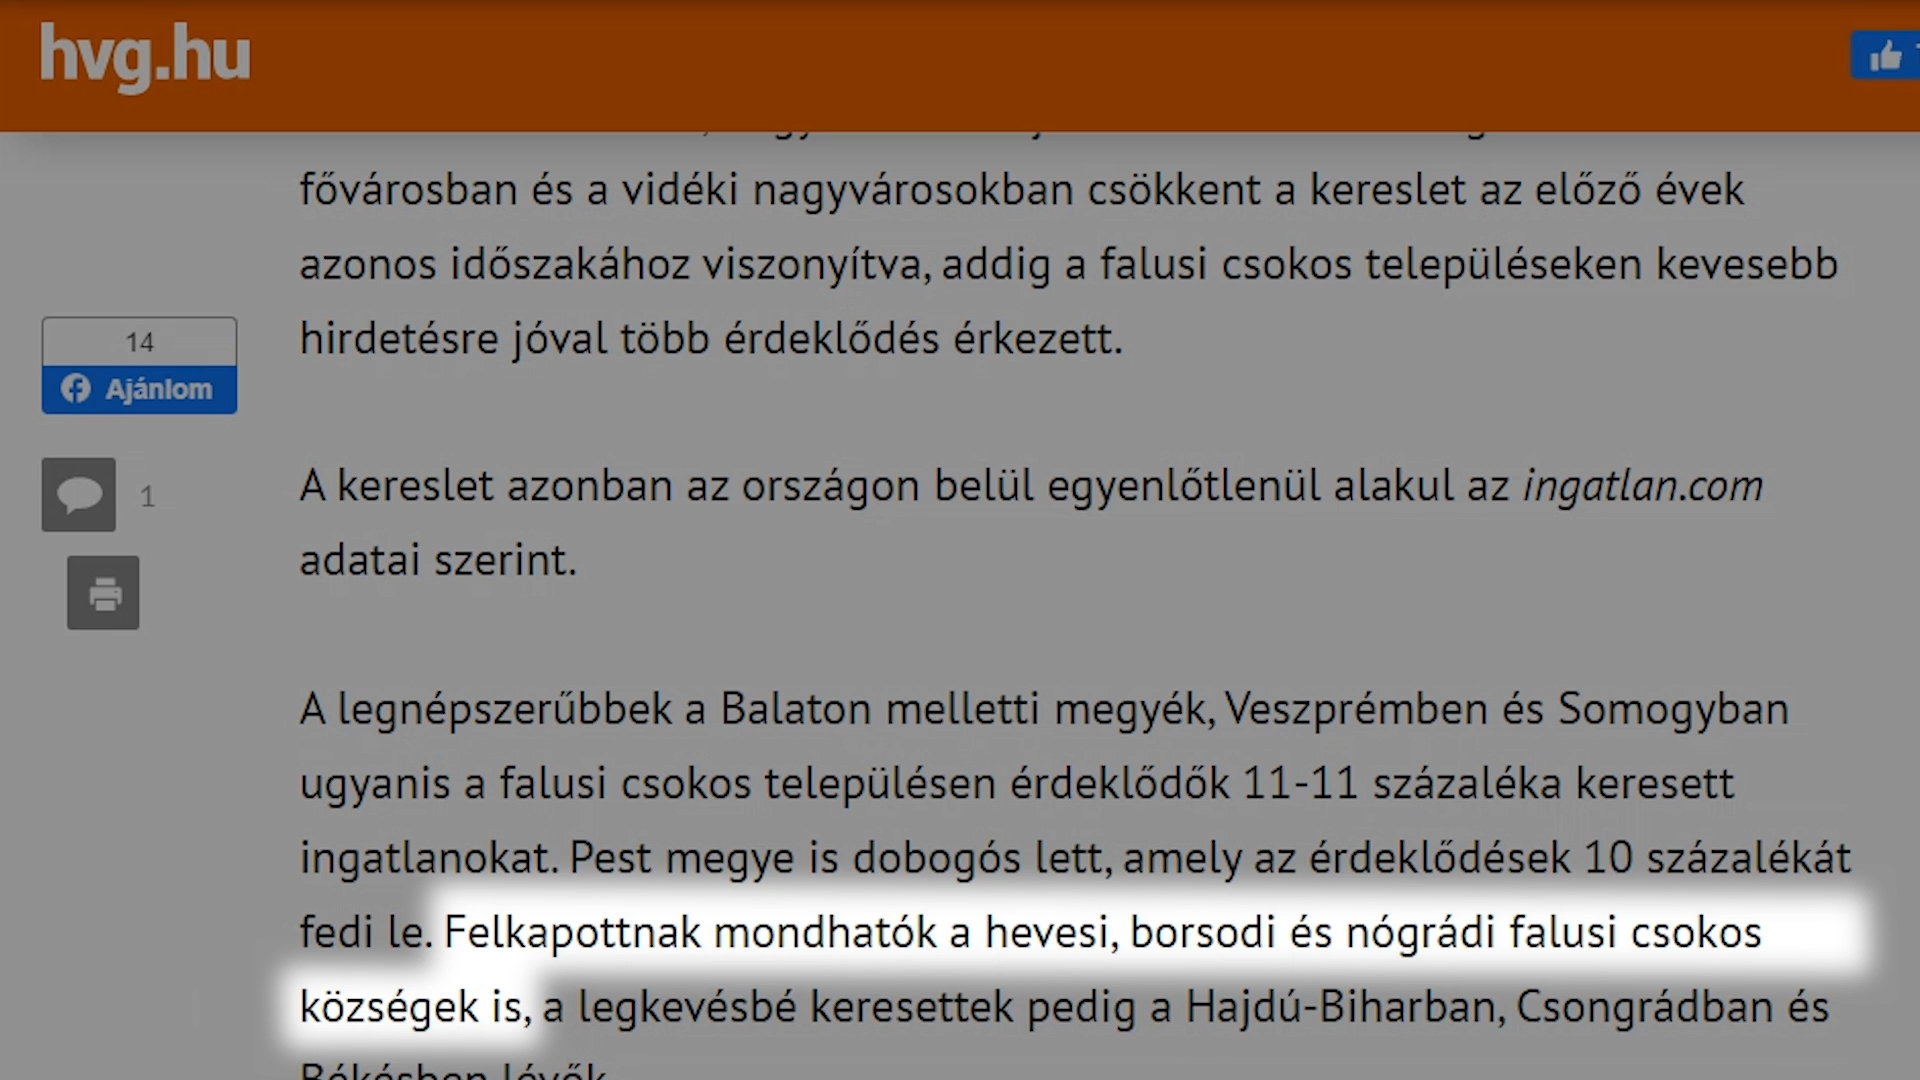 hvg.hu
fővárosban és a vidéki nagyvárosokban csökkent a kereslet az előző évek
azonos időszakához viszonyítva, addig a falusi csokos településeken kevesebb
hirdetésre jóval több érdeklődés érkezett.
14
Ajánlom
1
A kereslet azonban az országon belül egyenlőtlenül alakul az ingatlan.com
adatai szerint.
A legnépszerűbbek a Balaton melletti megyék, Veszprémben és Somogyban
ugyanis a falusi csokos településen érdeklődők 11-11 százaléka keresett
ingatlanokat. Pest megye is dobogós lett, amely az érdeklődések 10 százalékát
fedi le. Felkapottnak mondhatók a hevesi, borsodi és nógrádi falusi csokos
községek is, a legkevésbé keresettek pedig a Hajdú-Biharban, Csongrádban és
Békésben lévők